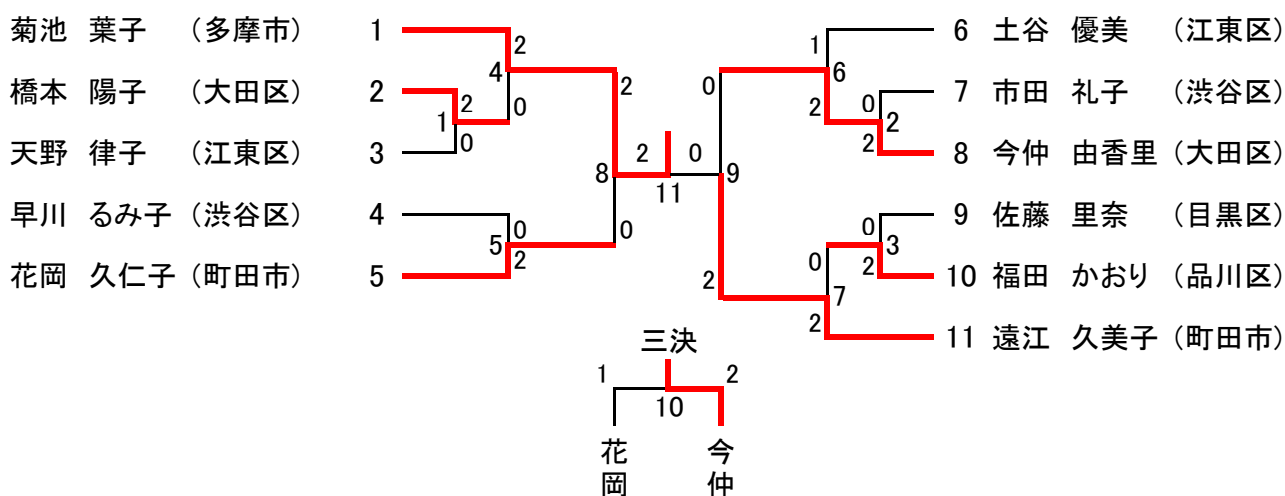 菊池 葉子 （多摩市） 1
橋本 陽子 （大田区） 2
天野 律子 （江東区） 3
早川 るみ子 （渋谷区） 4
花岡 久仁子 （町田市） 5
2
4
0
2
1
0
0
5
2
2
8
0
2
11
0
0
9
2
1
6
2
0
2
2
0
3
2
0
7
2
6 土谷 優美 （江東区）
7 市田 礼子 （渋谷区）
8 今仲 由香里 （大田区）
9 佐藤 里奈 （目黒区）
10 福田 かおり （品川区）
11 遠江 久美子 （町田市）
三決
1
2
10
花岡
今仲